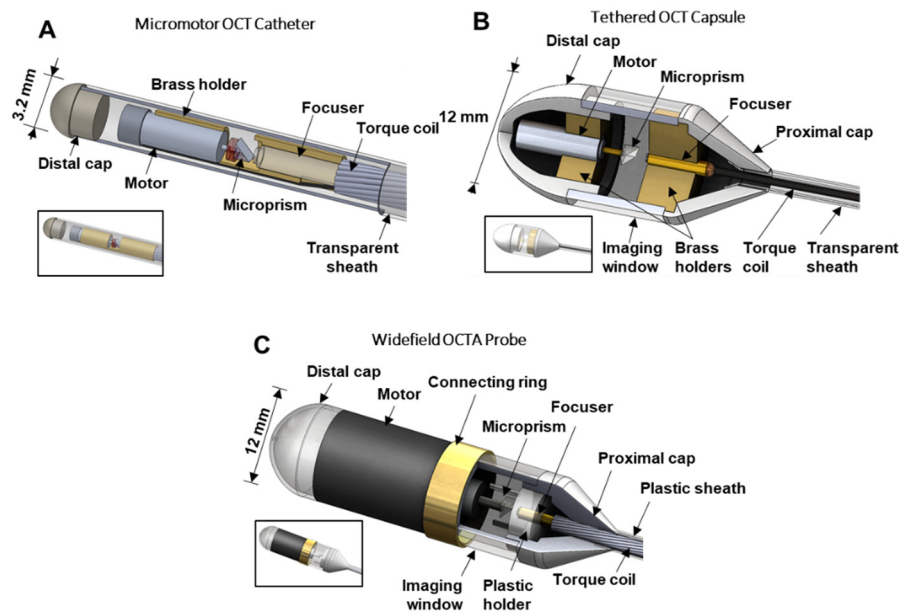 A
Micromotor OCT Catheter
3.2 mm
Brass holder
Focuser
Torque coil
Distal cap
Motor
Microprism
Transparent
sheath
B
Tethered OCT Capsule
Distal cap
Motor
Microprism
12 mm
Focuser
Proximal cap
Imaging
window
Brass
holders
Torque
coil
Transparent
sheath
C
Widefield OCTA Probe
Distal cap
Connecting ring
Motor
Focuser
Microprism
12 mm
Proximal cap
Plastic sheath
Imaging
window
Plastic
holder
Torque coil